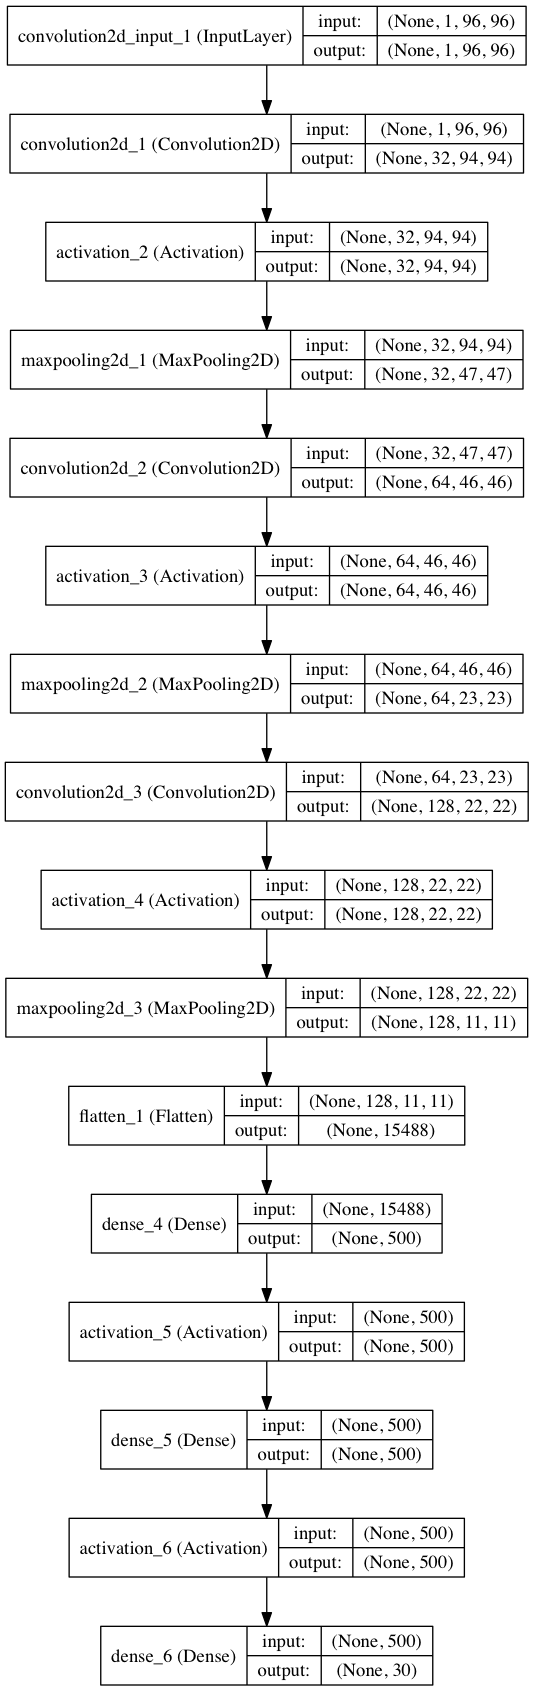 convolution2d_input_1 (InputLayer) input: (None, 1, 96, 96)
output: (None, 1, 96, 96)
convolution2d_1 (Convolution2D) input: (None, 1, 96, 96)
output: (None, 32, 94, 94)
activation_2 (Activation) input: (None, 32, 94, 94)
output: (None, 32, 94, 94)
maxpooling2d_1 (MaxPooling2D) input: (None, 32, 94, 94)
output: (None, 32, 47, 47)
convolution2d_2 (Convolution2D) input: (None, 32, 47, 47)
output: (None, 64, 46, 46)
activation_3 (Activation) input: (None, 64, 46, 46)
output: (None, 64, 46, 46)
maxpooling2d_2 (MaxPooling2D) input: (None, 64, 46, 46)
output: (None, 64, 23, 23)
convolution2d_3 (Convolution2D) input: (None, 64, 23, 23)
output: (None, 128, 22, 22)
activation_4 (Activation) input: (None, 128, 22, 22)
output: (None, 128, 22, 22)
maxpooling2d_3 (MaxPooling2D) input: (None, 128, 22, 22)
output: (None, 128, 11, 11)
flatten_1 (Flatten) input: (None, 128, 11, 11)
output: (None, 15488)
dense_4 (Dense) input: (None, 15488)
output: (None, 500)
activation_5 (Activation) input: (None, 500)
output: (None, 500)
dense_5 (Dense) input: (None, 500)
output: (None, 500)
activation_6 (Activation) input: (None, 500)
output: (None, 500)
dense_6 (Dense) input: (None, 500)
output: (None, 30)